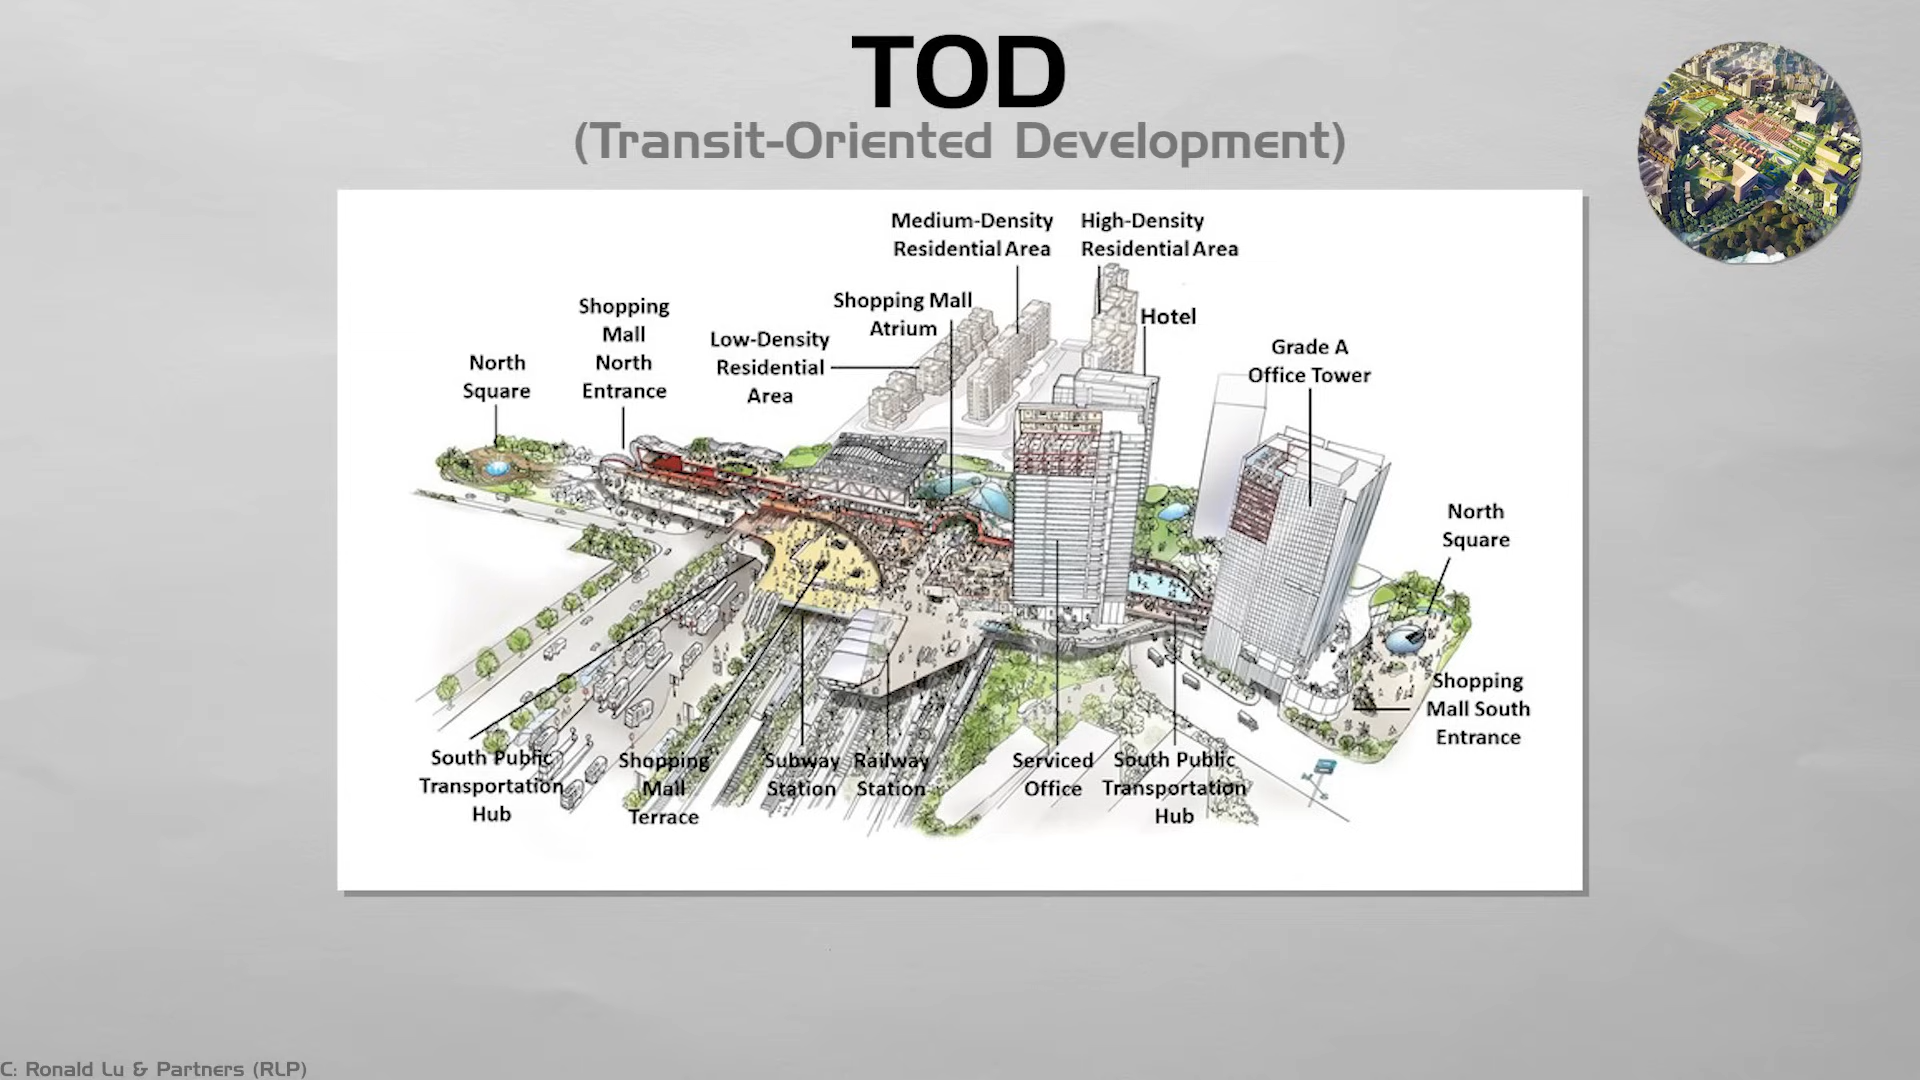 TOD
(Transit-Oriented Development)
Medium-Density
Residential Area
High-Density
Residential Area
Shopping Mall
Atrium
Hotel
Shopping
Mall
North
Entrance
Low-Density
Residential
Area
North
Square
Grade A
Office Tower
North
Square
Shopping
Mall South
Entrance
South Public
Transportation
Hub
Shopping
Mall
Terrace
Subway
Station
Railway
Station
Serviced
Office
South Public
Transportation
Hub
C: Ronald Lu & Partners (RLP)